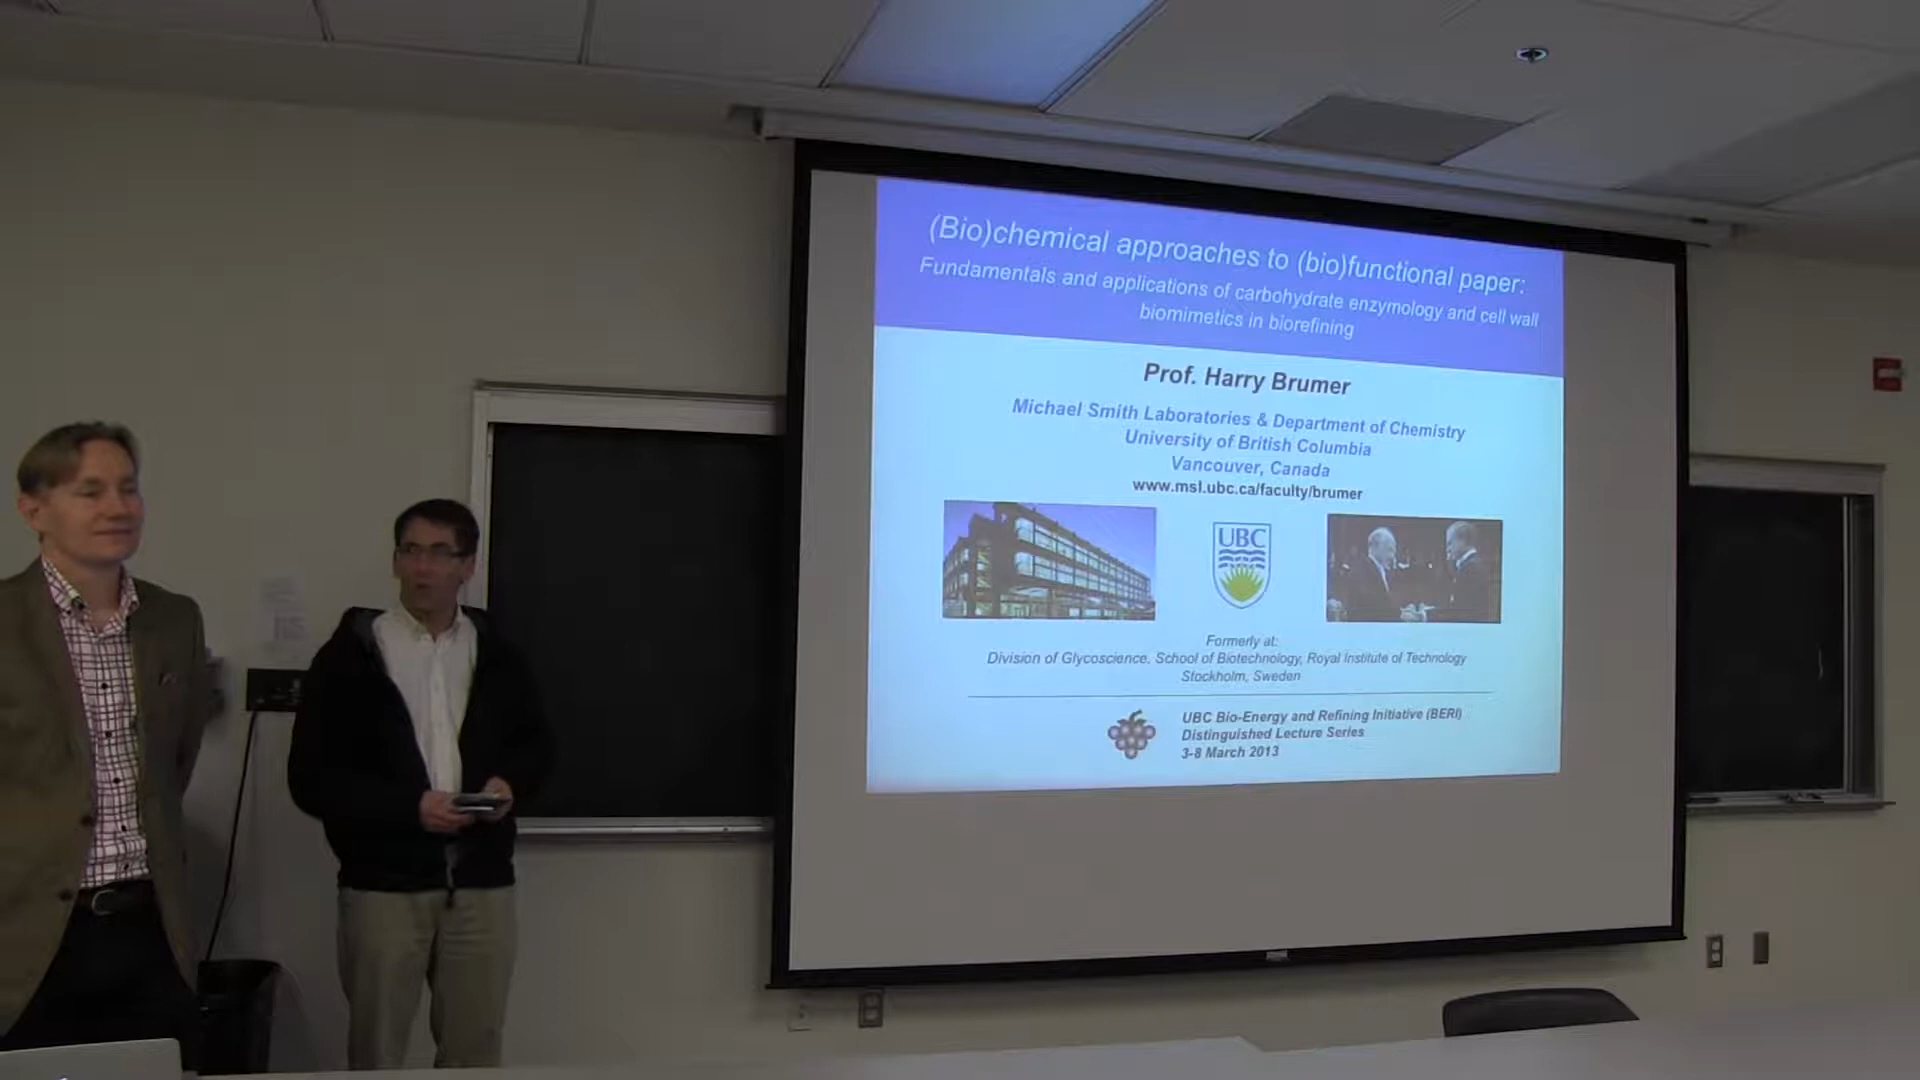 (Bio)chemical approaches to (bio)functional paper:
Fundamentals and applications of carbohydrate enzymology and cell wall
biomimetics in biorefining
Prof. Harry Brumer
Michael Smith Laboratories & Department of Chemistry
University of British Columbia
Vancouver, Canada
www.msl.ubc.ca/faculty/brumer
UBC
Formerly at:
Division of Glycoscience, School of Biotechnology, Royal Institute of Technology
Stockholm, Sweden
UBC Bio-Energy and Refining Initiative (BERI)
Distinguished Lecture Series
3-8 March 2013